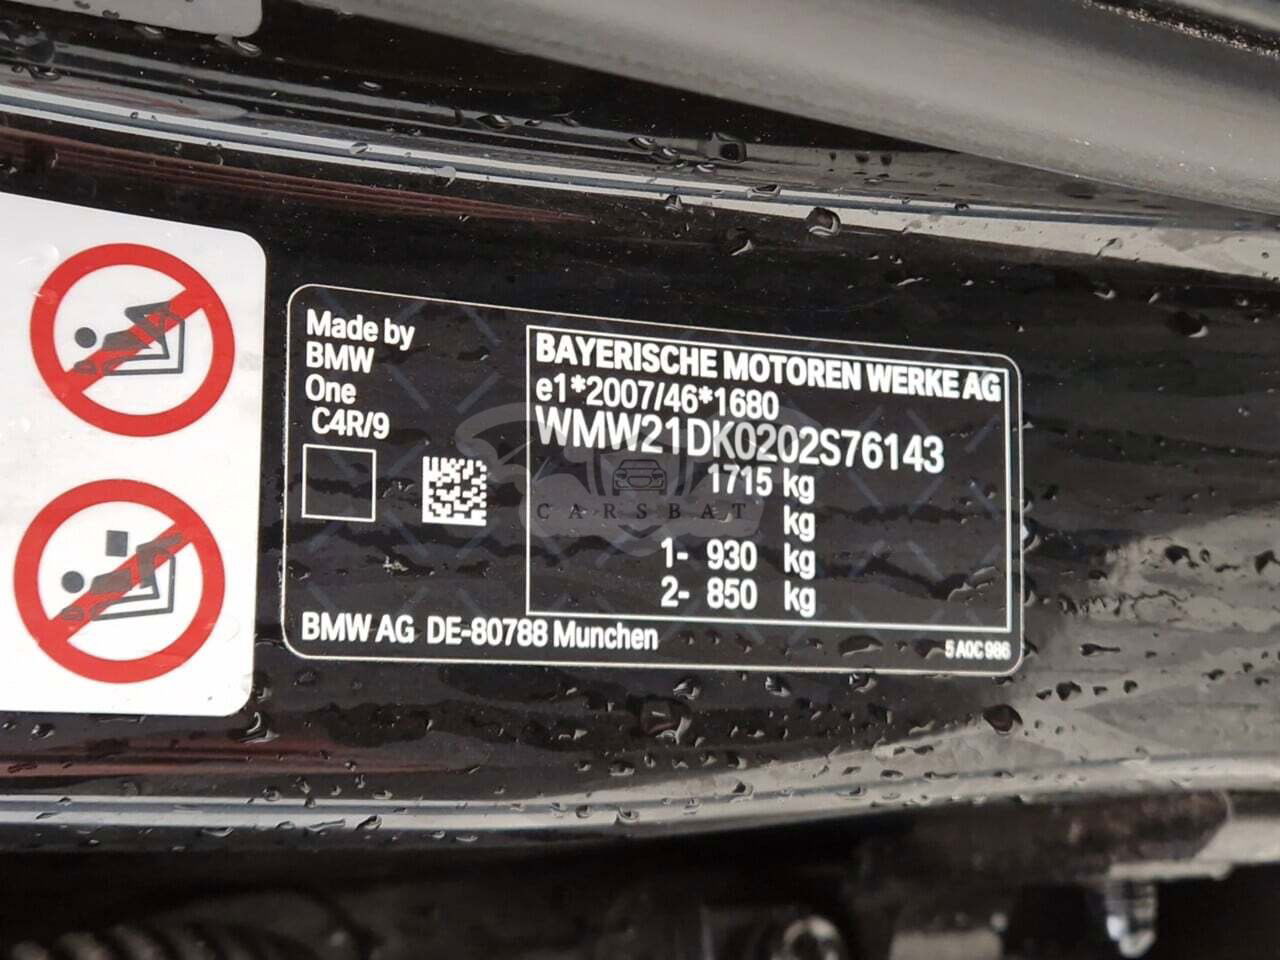 Made by
BMW
One
C4R/9
BAYERISCHE MOTOREN WERKE AG
e1*2007/46*1680
WMW21DK0202S76143
1715 kg
kg
1- 930 kg
2- 850 kg
CARSBAT
BMW AG DE-80788 Munchen
5 A0C 986